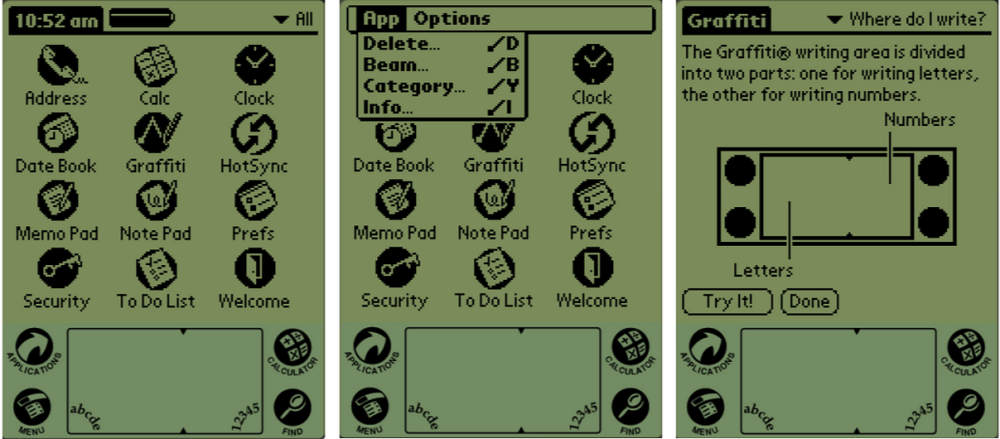 10:52 am All
Address Calc Clock
Date Book Graffiti HotSync
Memo Pad Note Pad Prefs
Security To Do List Welcome
APPLICATIONS CALCULATOR
abcde 12345
MENU FIND
App Options
Delete... /D
Beam... /B
Category... /Y
Info... /I
Clock
Date Book Graffiti HotSync
Memo Pad Note Pad Prefs
Security To Do List Welcome
APPLICATIONS CALCULATOR
abcde 12345
MENU FIND
Graffiti Where do I write?
The Graffiti® writing area is divided
into two parts: one for writing letters,
the other for writing numbers.
Numbers
Letters
Try It! Done
APPLICATIONS CALCULATOR
abcde 12345
MENU FIND